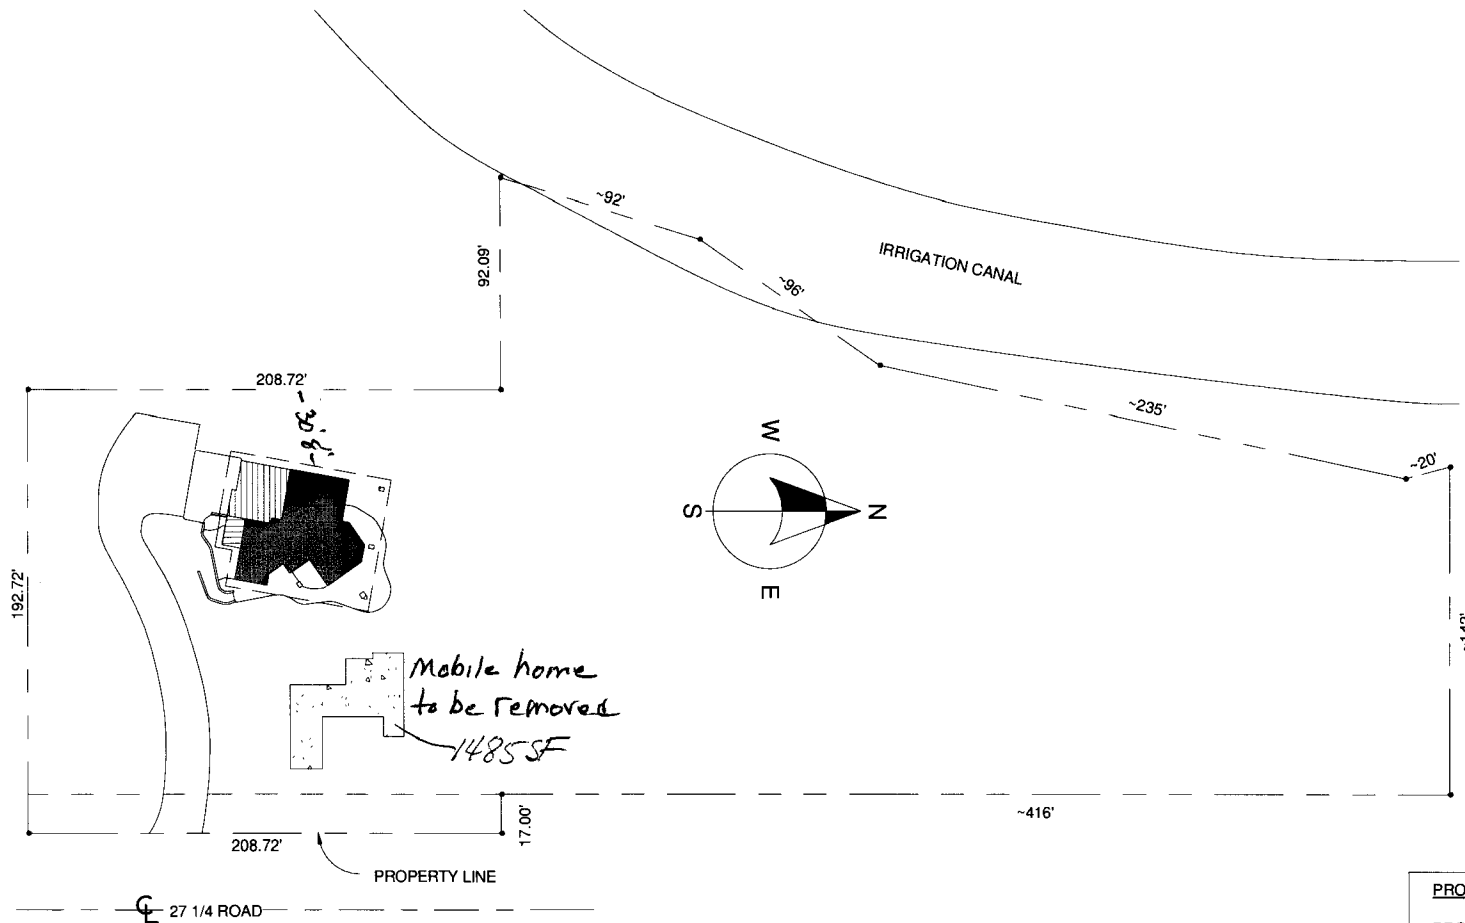 ~92'
92.09'
IRRIGATION CANAL
~96'
208.72'
~235'
~20'
W
S
N
E
192.72'
Mobile home
to be removed
1485 SF
~416'
17.00'
208.72'
PROPERTY LINE
27 1/4 ROAD